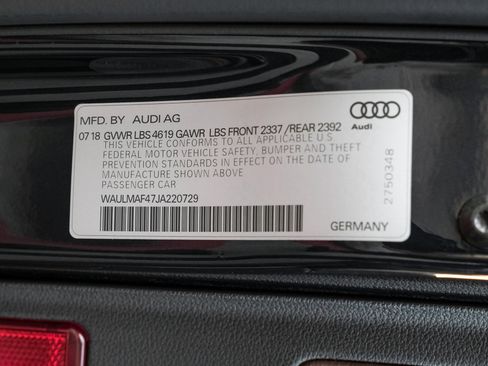 MFD. BY AUDI AG
07 18 GVWR LBS 4619 GAWR LBS FRONT 2337 /REAR 2392
THIS VEHICLE CONFORMS TO ALL APPLICABLE U.S.
FEDERAL MOTOR VEHICLE SAFETY, BUMPER AND THEFT
PREVENTION STANDARDS IN EFFECT ON THE DATE OF
MANUFACTURE SHOWN ABOVE
PASSENGER CAR
WAULMAF47JA220729
Audi
2750348
GERMANY